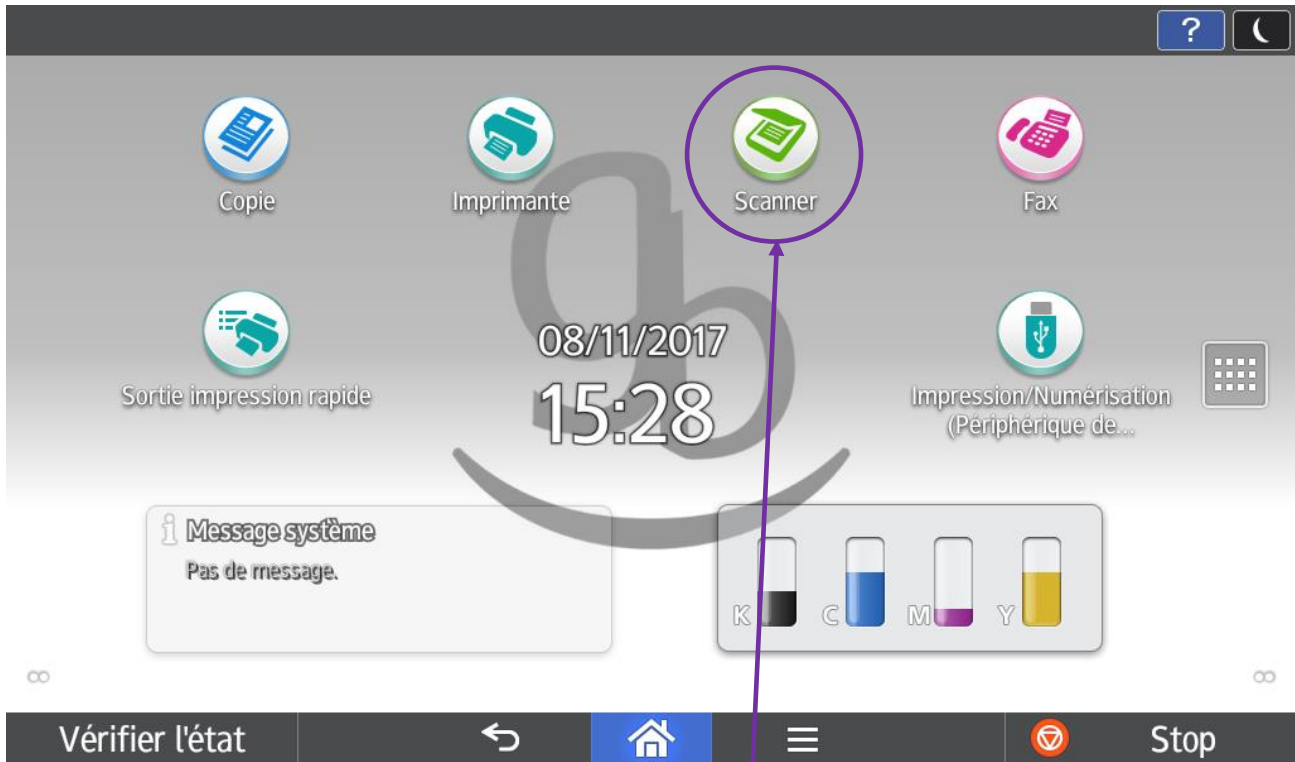 ?
Copie
Imprimante
Scanner
Fax
Sortie impression rapide
08/11/2017
15:28
Impression/Numérisation
(Périphérique de...
Message système
Pas de message.
K C M Y
Vérifier l'état
Stop